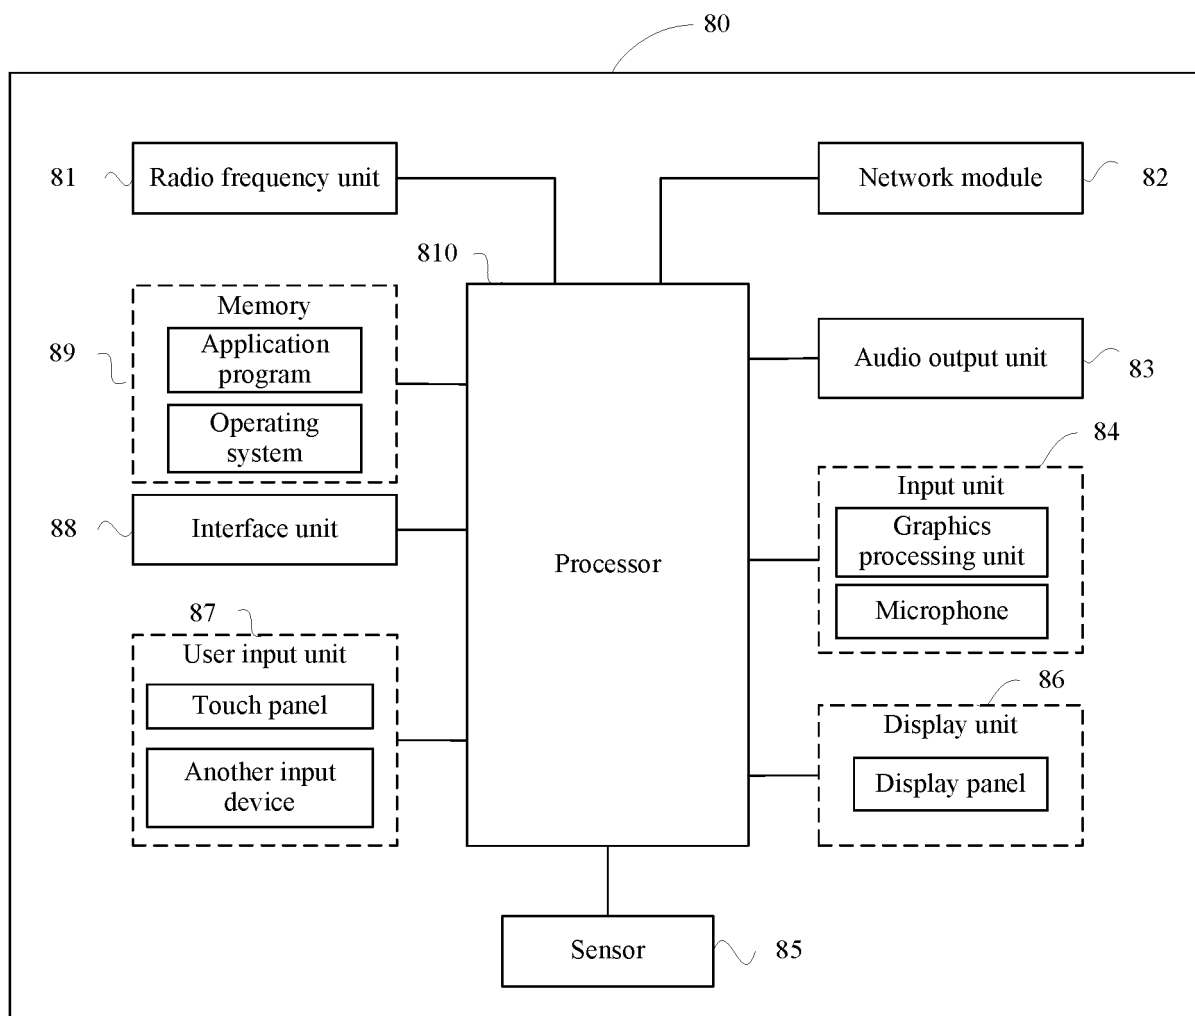 80
81
Radio frequency unit
Network module
82
810
Memory
Application
program
Operating
system
89
Audio output unit
83
84
Input unit
Graphics
processing unit
Microphone
88
Interface unit
Processor
87
User input unit
Touch panel
Another input
device
86
Display unit
Display panel
Sensor
85